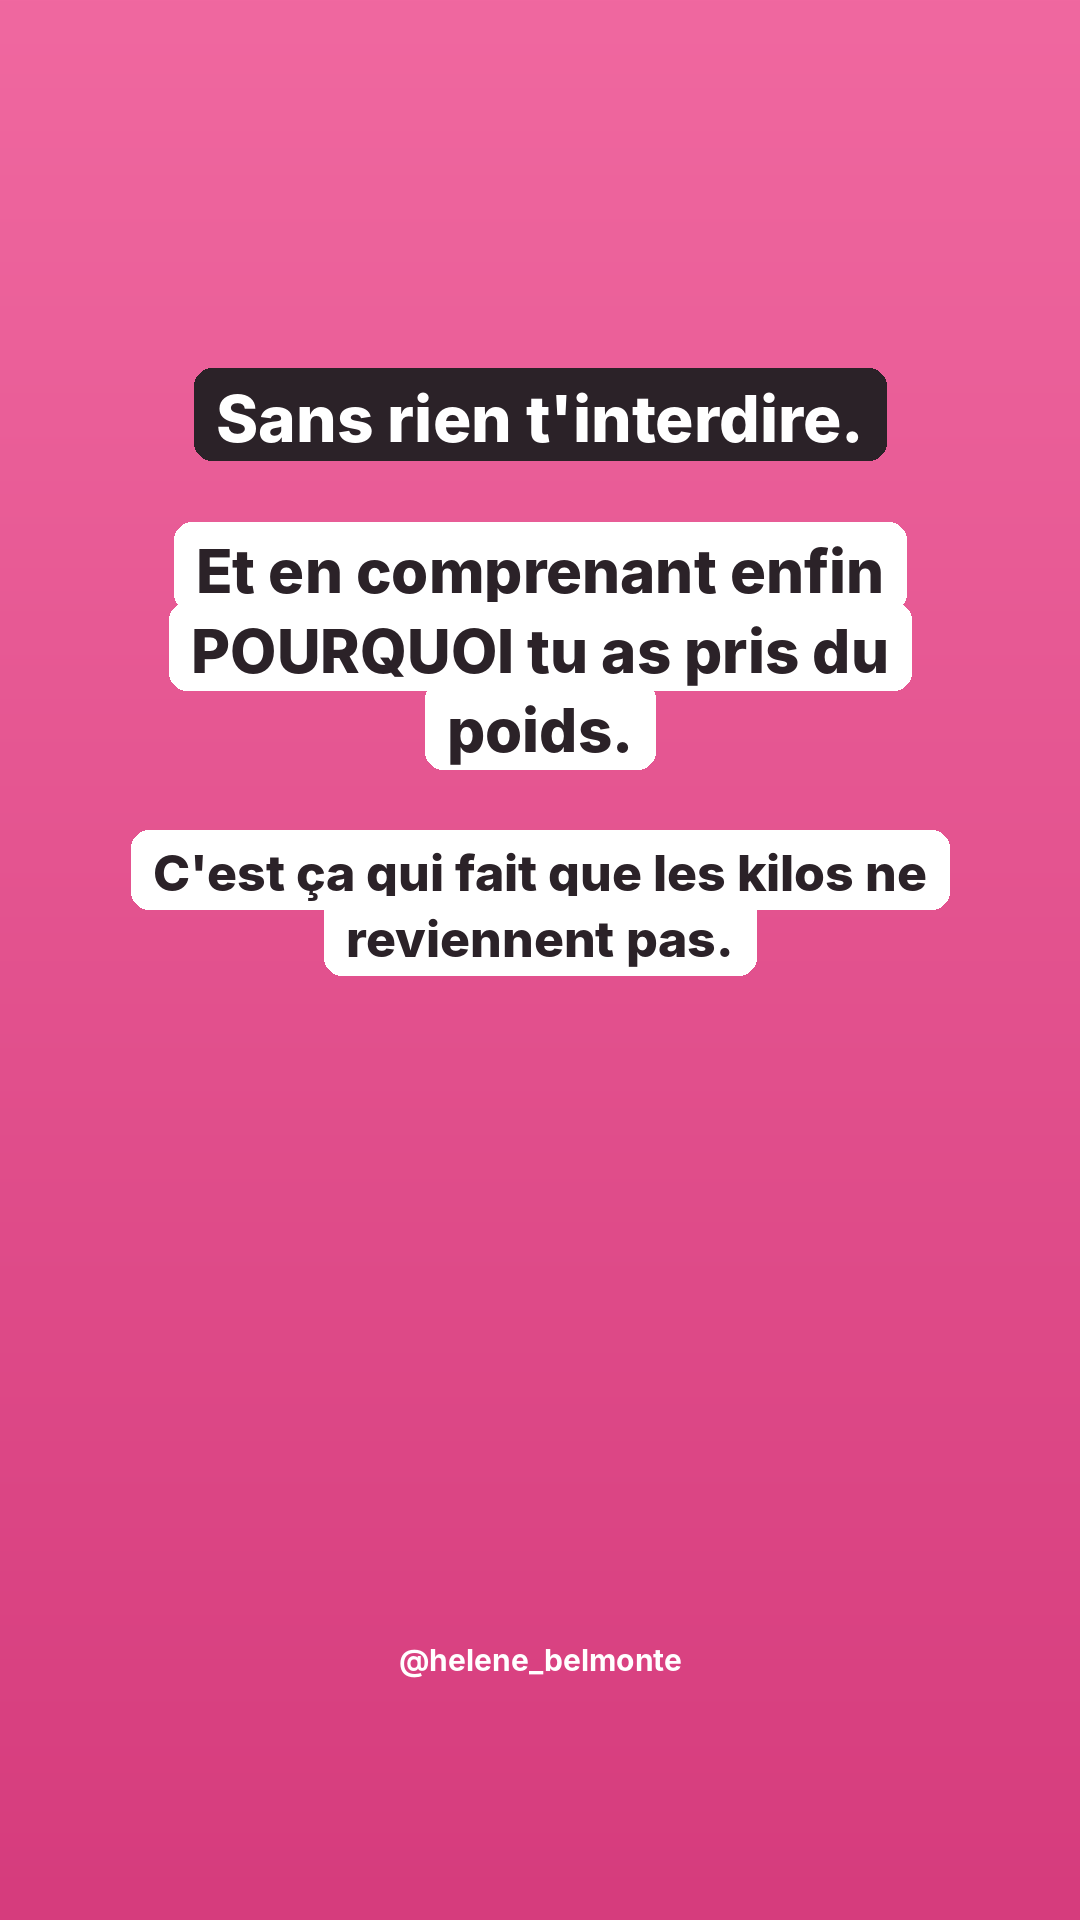 Sans rien t'interdire.
Et en comprenant enfin
POURQUOI tu as pris du
poids.
C'est ça qui fait que les kilos ne
reviennent pas.
@helene_belmonte